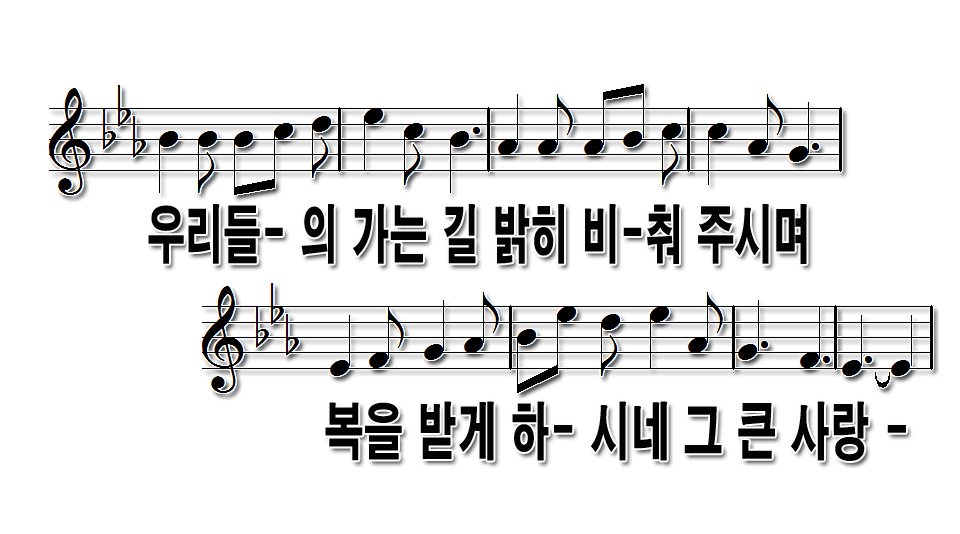 우리들- 의 가는 길 밝히 비-춰 주시며
복을 받게 하- 시네 그 큰 사랑 -